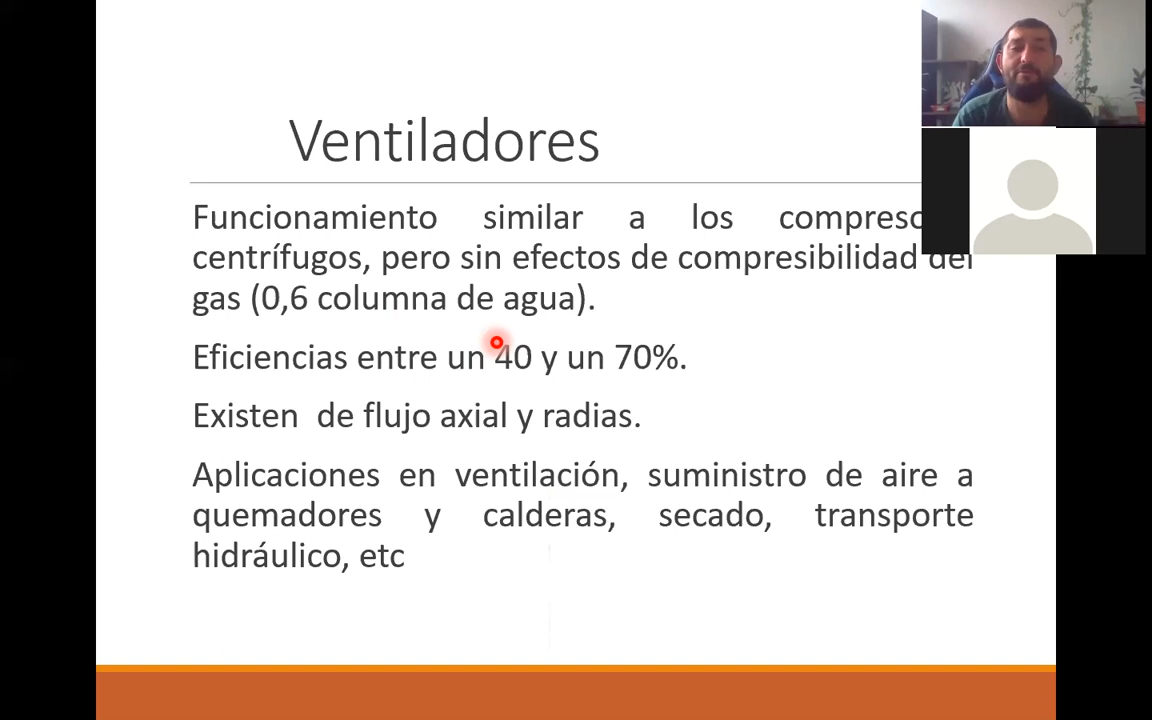 Ventiladores
Funcionamiento similar a los
centrífugos, pero sin efectos de compresibilidad del
gas (0,6 columna de agua).
Eficiencias entre un 40 y un 70%.
Existen de flujo axial y radias.
Aplicaciones en ventilación, suministro de aire a
quemadores y calderas, secado, transporte
hidráulico, etc